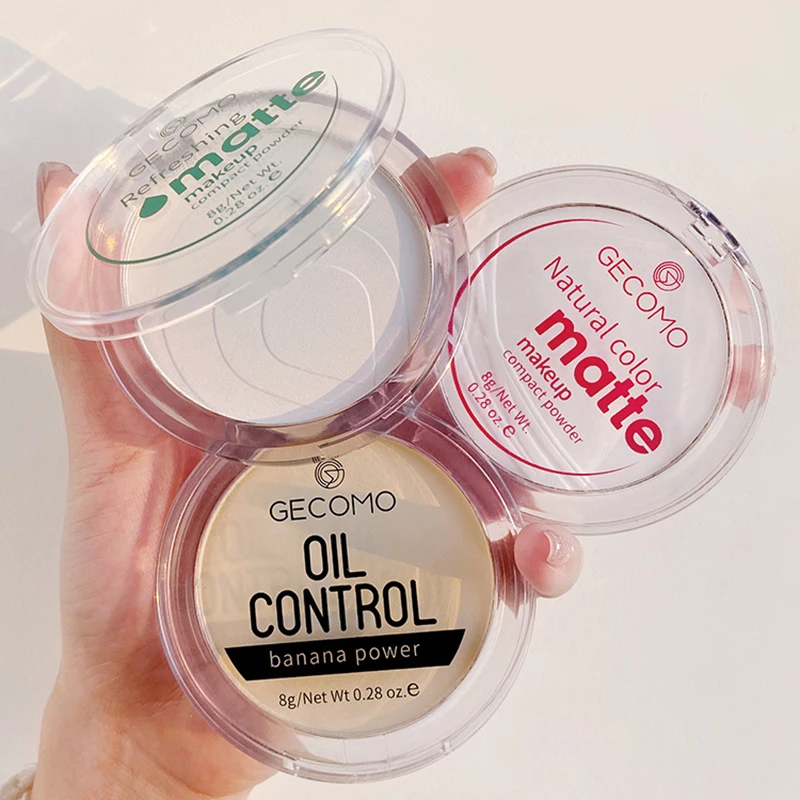 GECOMO
Refreshing
matte
makeup
compact powder
8g/Net Wt.
0.28 oz. e
GECOMO
Natural color
matte
makeup
compact powder
8g/Net Wt.
0.28 oz. e
GECOMO
OIL
CONTROL
banana power
8g/Net Wt 0.28 oz.e